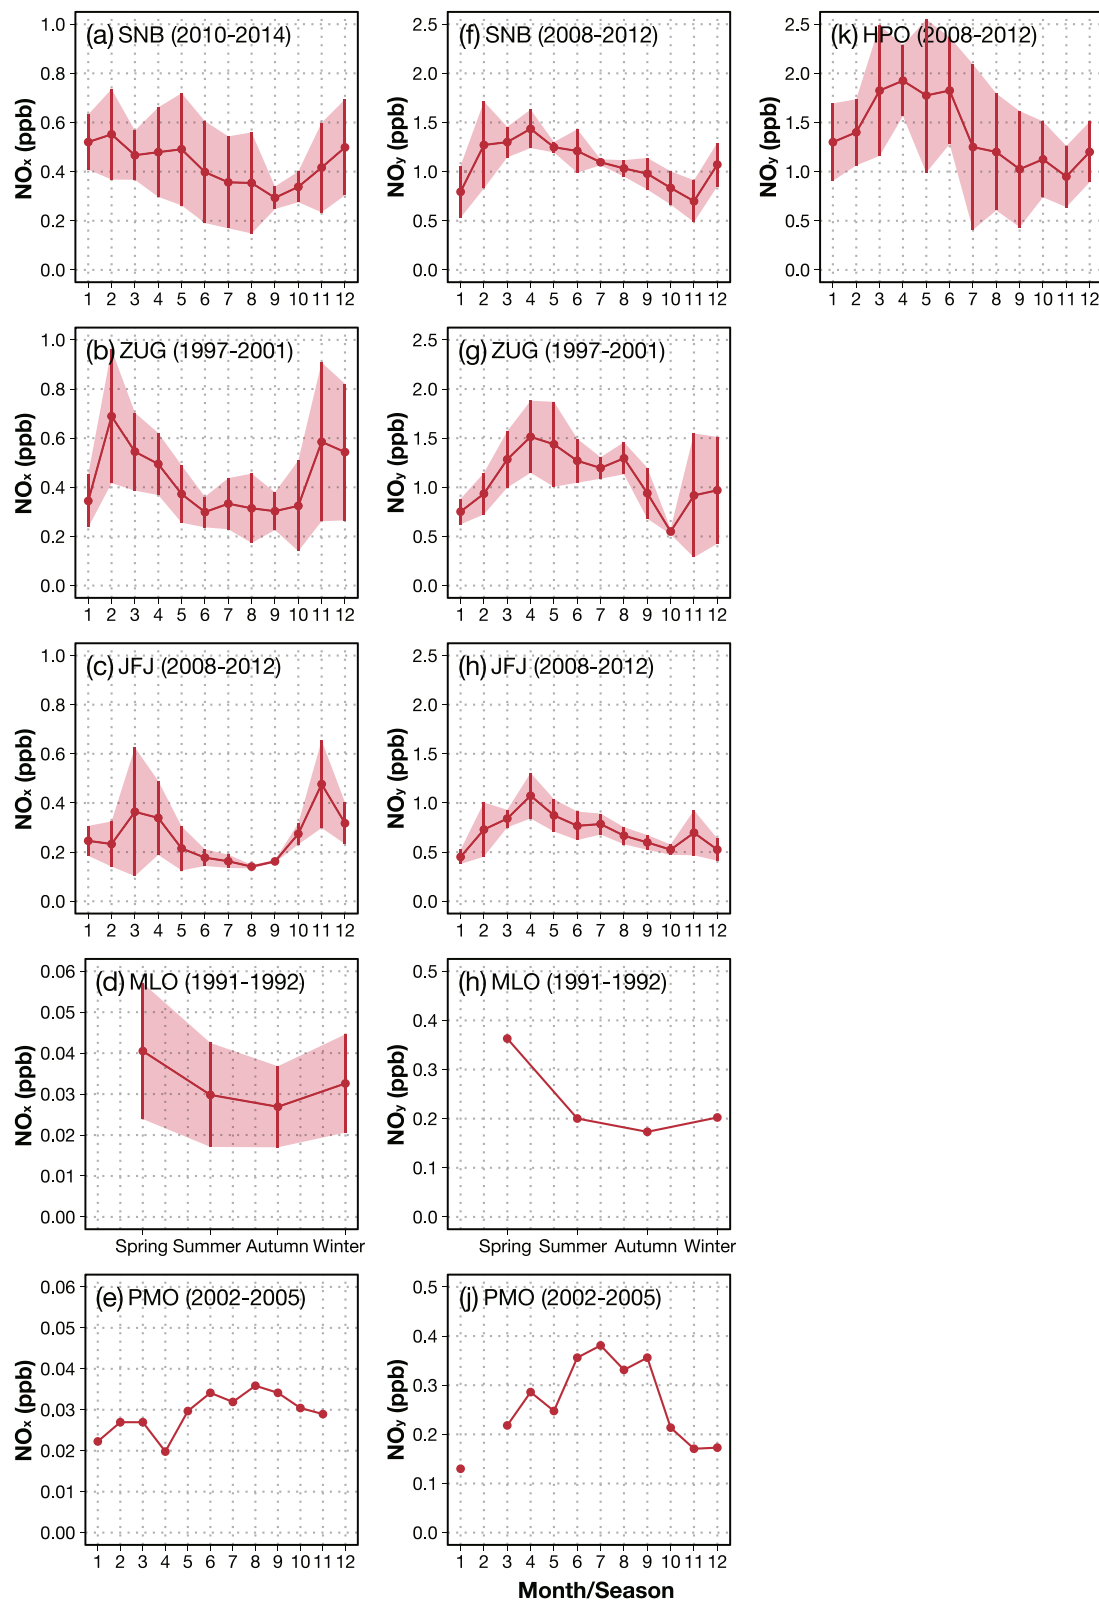 (a) SNB (2010-2014)
NOx (ppb)
1.0
0.8
0.6
0.4
0.2
0.0
1 2 3 4 5 6 7 8 9 10 11 12
(f) SNB (2008-2012)
NOy (ppb)
2.5
2.0
1.5
1.0
0.5
0.0
1 2 3 4 5 6 7 8 9 10 11 12
(k) HPO (2008-2012)
NOy (ppb)
2.5
2.0
1.5
1.0
0.5
0.0
1 2 3 4 5 6 7 8 9 10 11 12
(b) ZUG (1997-2001)
NOx (ppb)
1.0
0.8
0.6
0.4
0.2
0.0
1 2 3 4 5 6 7 8 9 10 11 12
(g) ZUG (1997-2001)
NOy (ppb)
2.5
2.0
1.5
1.0
0.5
0.0
1 2 3 4 5 6 7 8 9 10 11 12
(c) JFJ (2008-2012)
NOx (ppb)
1.0
0.8
0.6
0.4
0.2
0.0
1 2 3 4 5 6 7 8 9 10 11 12
(h) JFJ (2008-2012)
NOy (ppb)
2.5
2.0
1.5
1.0
0.5
0.0
1 2 3 4 5 6 7 8 9 10 11 12
(d) MLO (1991-1992)
NOx (ppb)
0.06
0.05
0.04
0.03
0.02
0.01
0.00
Spring Summer Autumn Winter
(h) MLO (1991-1992)
NOy (ppb)
0.5
0.4
0.3
0.2
0.1
0.0
Spring Summer Autumn Winter
(e) PMO (2002-2005)
NOx (ppb)
0.06
0.05
0.04
0.03
0.02
0.01
0.00
1 2 3 4 5 6 7 8 9 10 11 12
(j) PMO (2002-2005)
NOy (ppb)
0.5
0.4
0.3
0.2
0.1
0.0
1 2 3 4 5 6 7 8 9 10 11 12
Month/Season